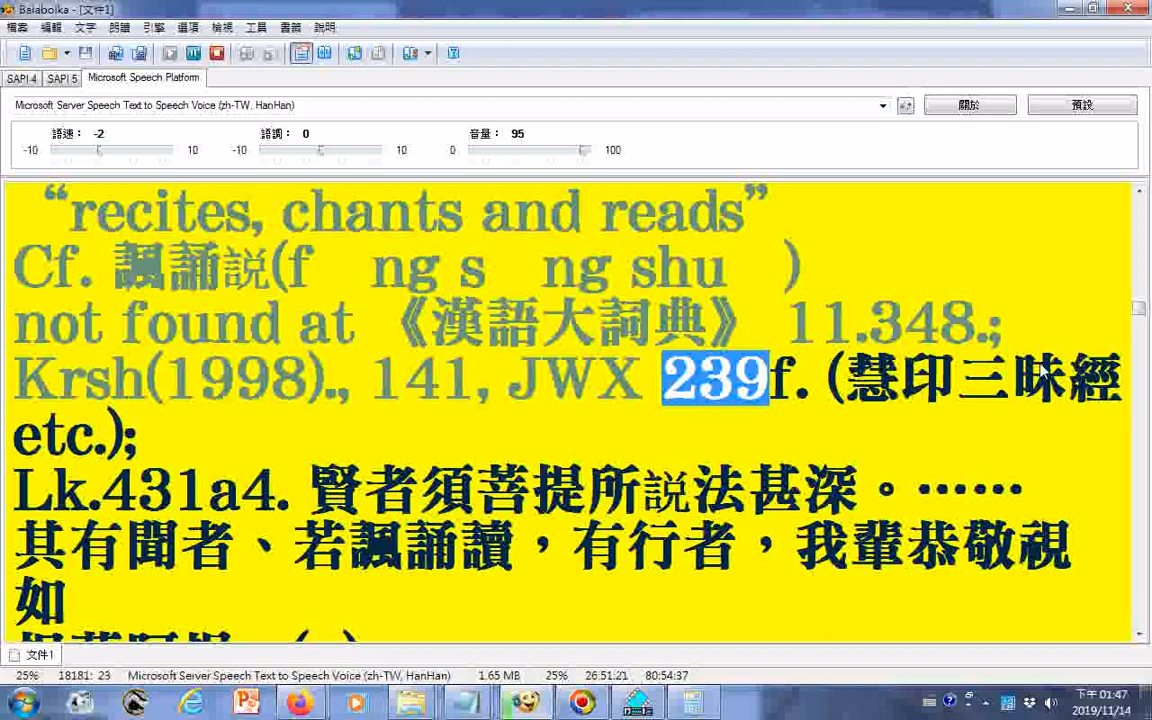 Balabolka - [文件1]
檔案 編輯 文字 朗讀 引擎 選項 檢視 工具 書籤 說明
SAPI 4 SAPI 5 Microsoft Speech Platform
Microsoft Server Speech Text to Speech Voice (zh-TW, HanHan)
關於 預設
語速： -2 語調： 0 音量： 95
-10 10 -10 10 0 100
“recites, chants and reads”
Cf. 諷誦説(f ng s ng shu )
not found at 《漢語大詞典》 11.348.;
Krsh(1998)., 141, JWX 239f. (慧印三昧經
etc.);
Lk.431a4. 賢者須菩提所説法甚深。⋯⋯
其有聞者、若諷誦讀，有行者，我輩恭敬視
如
文件1
25% 18181: 23 Microsoft Server Speech Text to Speech Voice (zh-TW, HanHan) 1.65 MB 25% 26:51:21 80:54:37
下午 01:47
2019/11/14